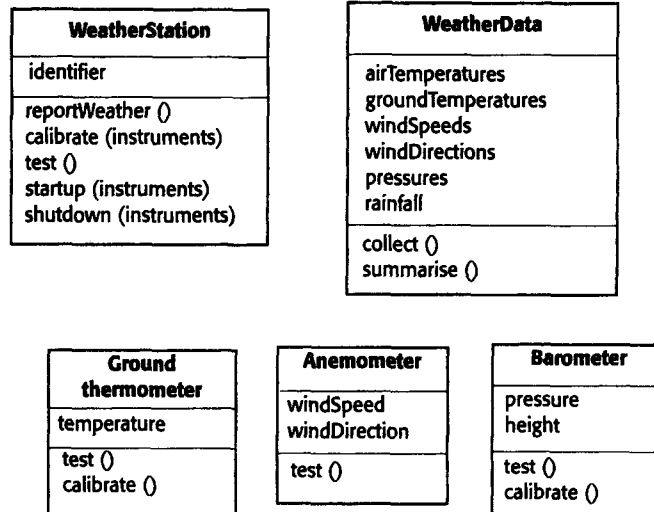 WeatherStation
identifier
reportWeather ()
calibrate (instruments)
test ()
startup (instruments)
shutdown (instruments)
WeatherData
airTemperatures
groundTemperatures
windSpeeds
windDirections
pressures
rainfall
collect ()
summarise ()
Ground
thermometer
temperature
test ()
calibrate ()
Anemometer
windSpeed
windDirection
test ()
Barometer
pressure
height
test ()
calibrate ()